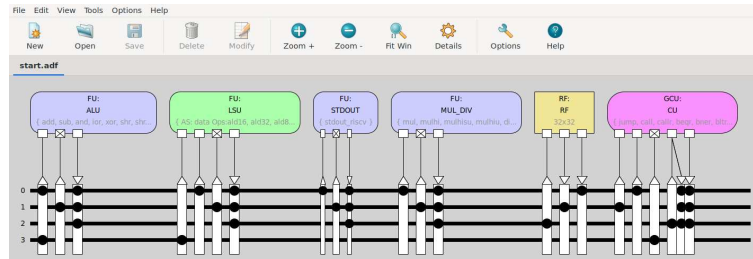 File Edit View Tools Options Help
New Open Save Delete Modify Zoom + Zoom - Fit Win Details Options Help
start.adf
FU: FU: FU: FU: RF: GCU:
ALU LSU STDOUT MUL_DIV RF CU
{ add, sub, and, ior, xor, shr, shr... { AS: data Ops:ald16, ald32, ald8... { stdout_riscv } { mul, mulhi, mulhisu, mulhiu, di... 32x32 { jump, call, callr, beqr, bner, bltr,
0
1
2
3